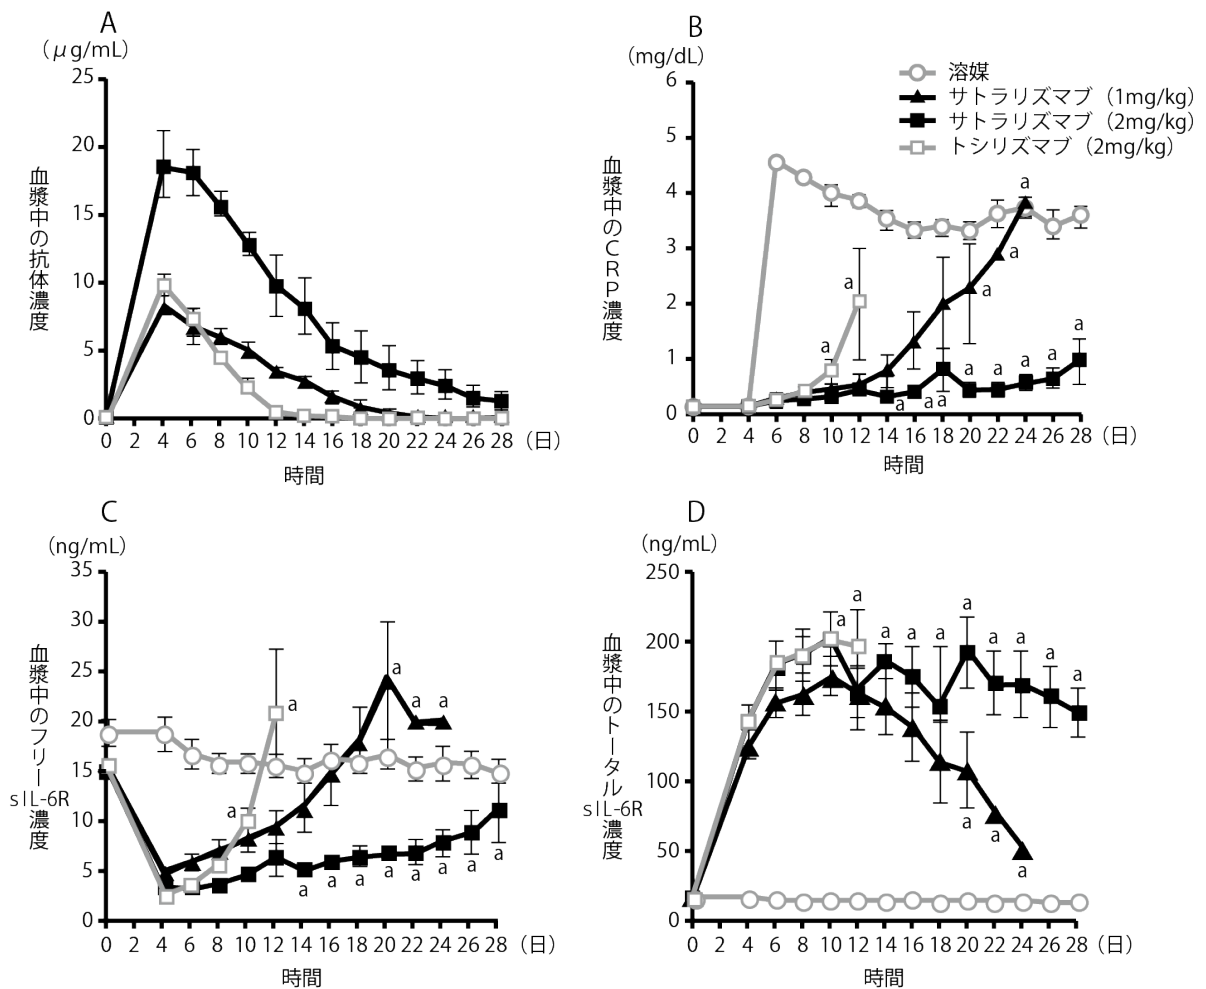 A
(μg/mL)
25
20
15
10
5
0
血漿中の抗体濃度
0 2 4 6 8 10 12 14 16 18 20 22 24 26 28 (日)
時間
B
(mg/dL)
6
5
4
3
2
1
0
血漿中のCRP濃度
溶媒
サトラリズマブ(1mg/kg)
サトラリズマブ(2mg/kg)
トシリズマブ(2mg/kg)
a
a
a
a
a
a
a
a
a
a
a
a
a
0 2 4 6 8 10 12 14 16 18 20 22 24 26 28 (日)
時間
C
(ng/mL)
35
30
25
20
15
10
5
0
血漿中のフリーsIL-6R濃度
a
a
a a
a
a a a a a a a a
0 2 4 6 8 10 12 14 16 18 20 22 24 26 28 (日)
時間
D
(ng/mL)
250
200
150
100
50
0
血漿中のトータルsIL-6R濃度
a
a
a
a
a
a
a
a
a
a
a
a
a
0 2 4 6 8 10 12 14 16 18 20 22 24 26 28 (日)
時間